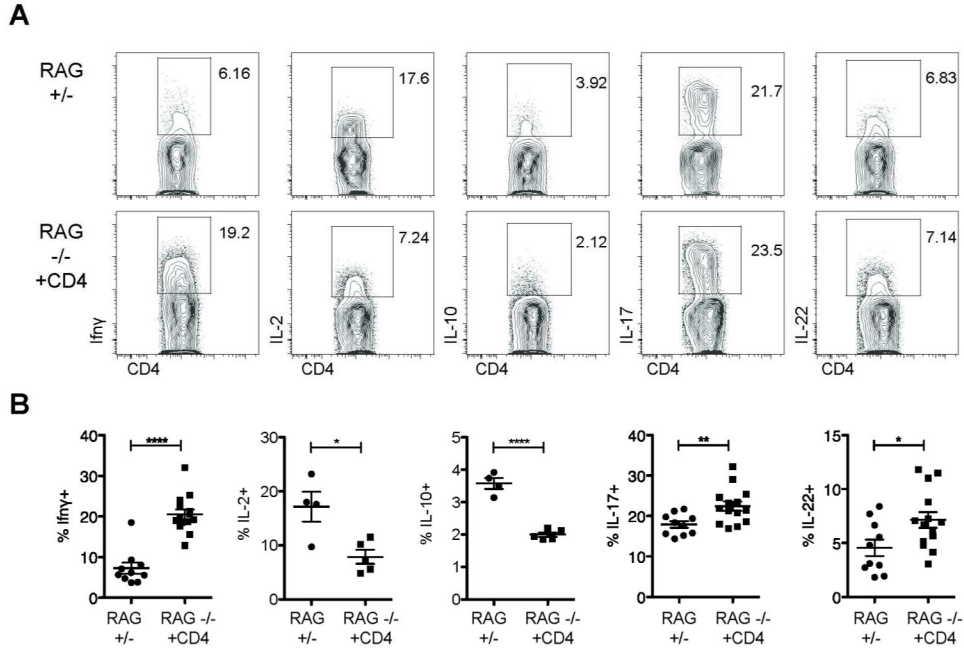 A
RAG
+/-
6.16
17.6
3.92
21.7
6.83
RAG
-/-
+CD4
19.2
7.24
2.12
23.5
7.14
Ifnγ
IL-2
IL-10
IL-17
IL-22
CD4
CD4
CD4
CD4
CD4
B
% Ifnγ+
40
30
20
10
0
****
RAG
+/-
RAG -/-
+CD4
% IL-2+
30
20
10
0
*
RAG
+/-
RAG -/-
+CD4
% IL-10+
5
4
3
2
1
0
****
RAG
+/-
RAG -/-
+CD4
% IL-17+
40
30
20
10
0
**
RAG
+/-
RAG -/-
+CD4
% IL-22+
15
10
5
0
*
RAG
+/-
RAG -/-
+CD4